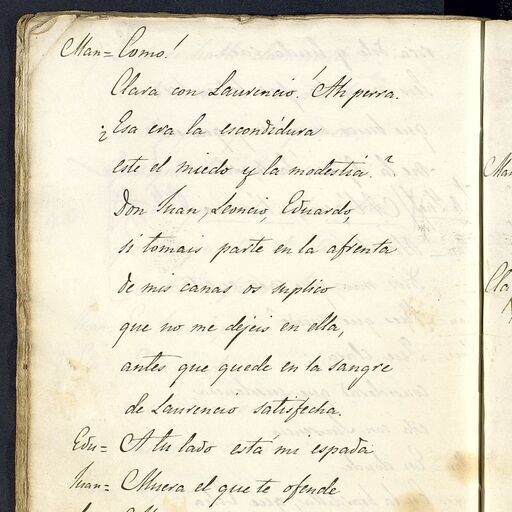 Man= Como!
Clara con Laurencio! Ah perra.
¿Esa era la escondidura
este el miedo y la modestia?
Don Juan, Leoncio, Eduardo,
si tomais parte en la afrenta
de mis canas os suplico
que no me dejeis en ella,
antes que quede en la sangre
de Laurencio satisfecha.
Edu= A tu lado está mi espada
Juan= Muera el que te ofende
Man
Cla